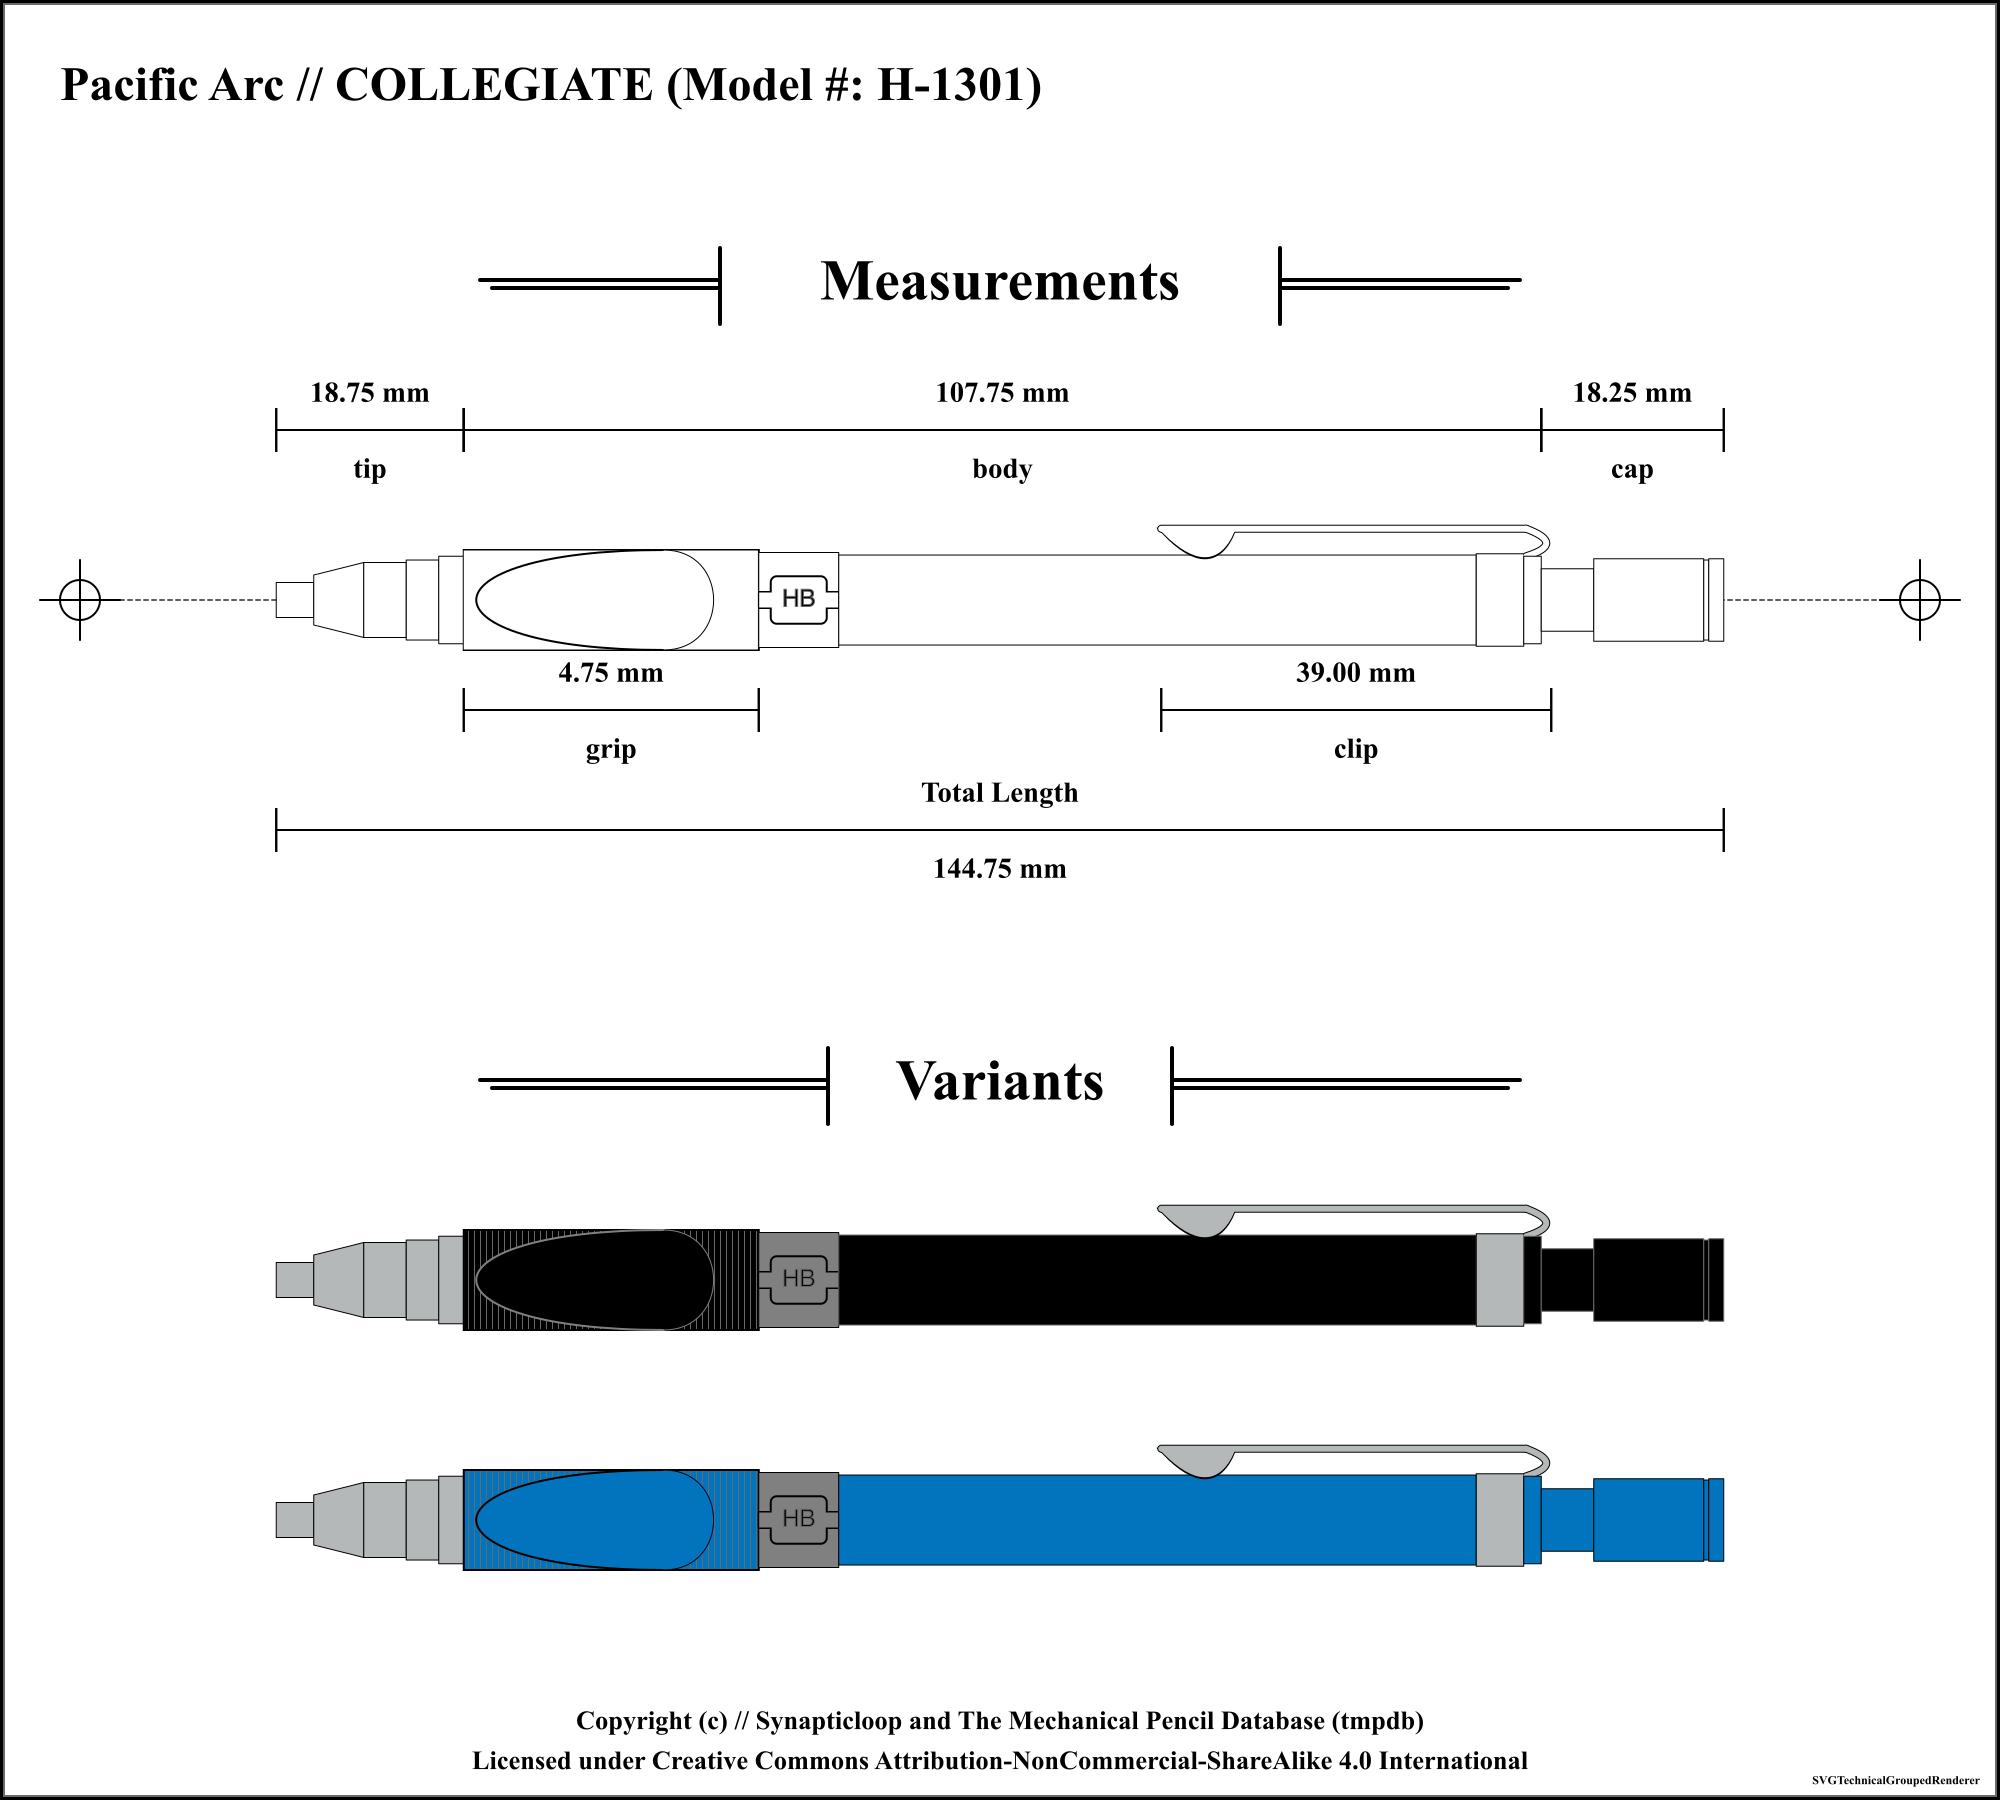 Pacific Arc // COLLEGIATE (Model #: H-1301)
Measurements
18.75 mm 107.75 mm 18.25 mm
tip body cap
HB
4.75 mm 39.00 mm
grip clip
Total Length
144.75 mm
Variants
HB
HB
Copyright (c) // Synapticloop and The Mechanical Pencil Database (tmpdb)
Licensed under Creative Commons Attribution-NonCommercial-ShareAlike 4.0 International
SVGTechnicalGroupedRenderer